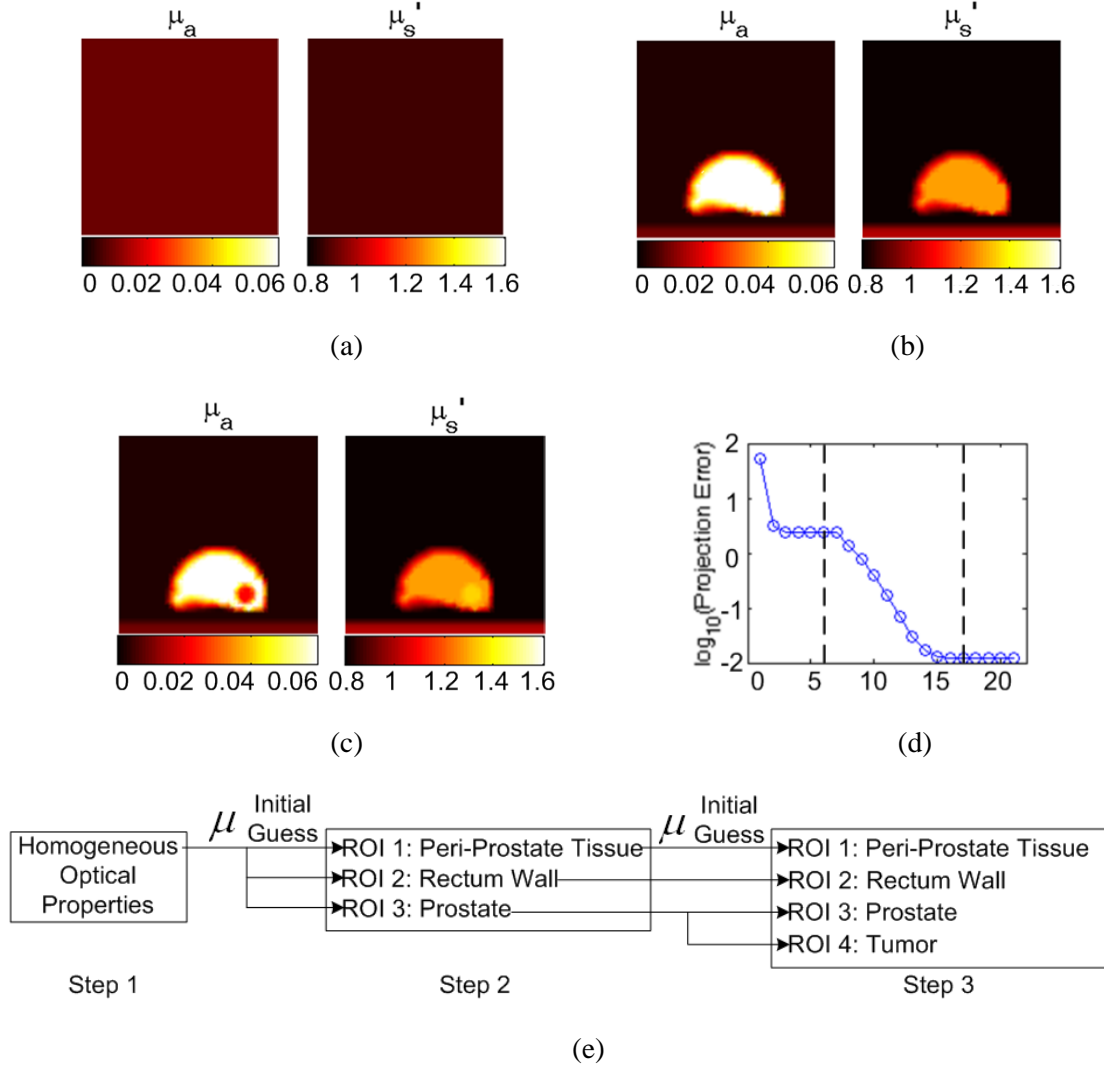 μa μs'
μa μs'
0 0.02 0.04 0.06 0.8 1 1.2 1.4 1.6
0 0.02 0.04 0.06 0.8 1 1.2 1.4 1.6
(a)
(b)
μa μs'
0 0.02 0.04 0.06 0.8 1 1.2 1.4 1.6
(c)
log10(Projection Error)
2
1
0
-1
-2
0 5 10 15 20
(d)
Homogeneous
Optical
Properties
Step 1
μ Initial
Guess
ROI 1: Peri-Prostate Tissue
ROI 2: Rectum Wall
ROI 3: Prostate
Step 2
μ Initial
Guess
ROI 1: Peri-Prostate Tissue
ROI 2: Rectum Wall
ROI 3: Prostate
ROI 4: Tumor
Step 3
(e)